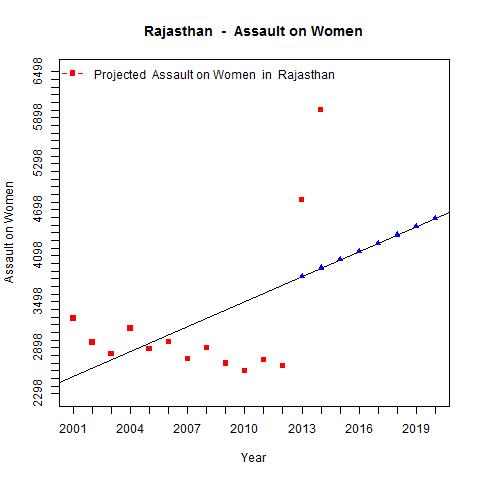 Rajasthan - Assault on Women
Projected Assault on Women in Rajasthan
6498
5898
5298
4698
4098
3498
2898
2298
Assault on Women
2001 2004 2007 2010 2013 2016 2019
Year